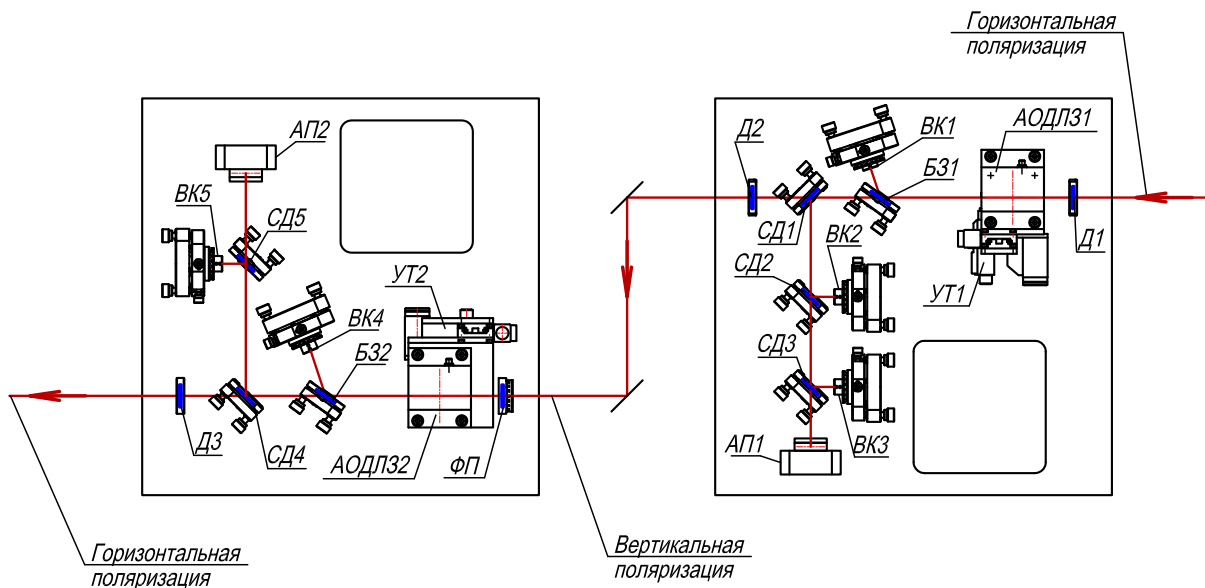 Горизонтальная
поляризация
АП2
ВК1
АОДЛЗ1
Д2
БЗ1
ВК5
СД5
СД1
Д1
ВК2
СД2
УТ2
УТ1
ВК4
СД3
БЗ2
Д3
СД4
АОДЛЗ2
ФП
АП1
ВК3
Горизонтальная
поляризация
Вертикальная
поляризация